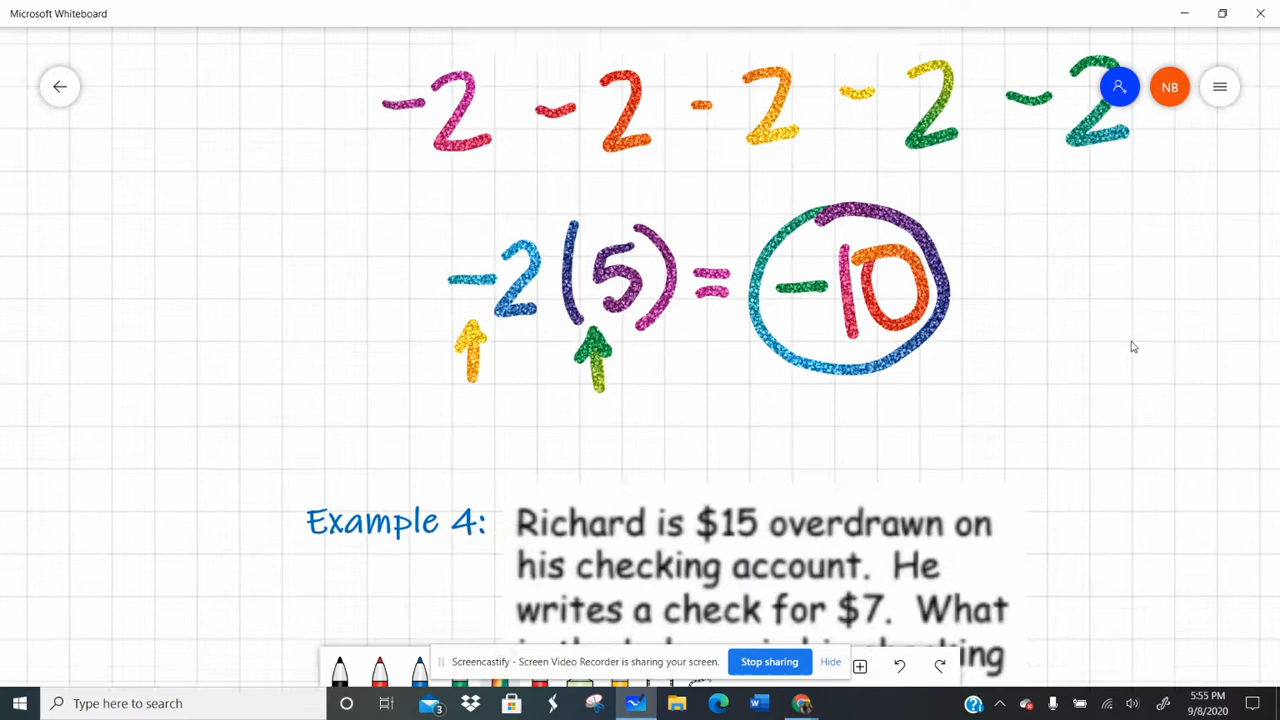 Microsoft Whiteboard
-2 -2 -2 -2 -2
NB
-2(5) = -10
Example 4: Richard is $15 overdrawn on
his checking account. He
writes a check for $7. What
Screencastify - Screen Video Recorder is sharing your screen.
Stop sharing
Hide
Type here to search
3
5:55 PM
9/8/2020